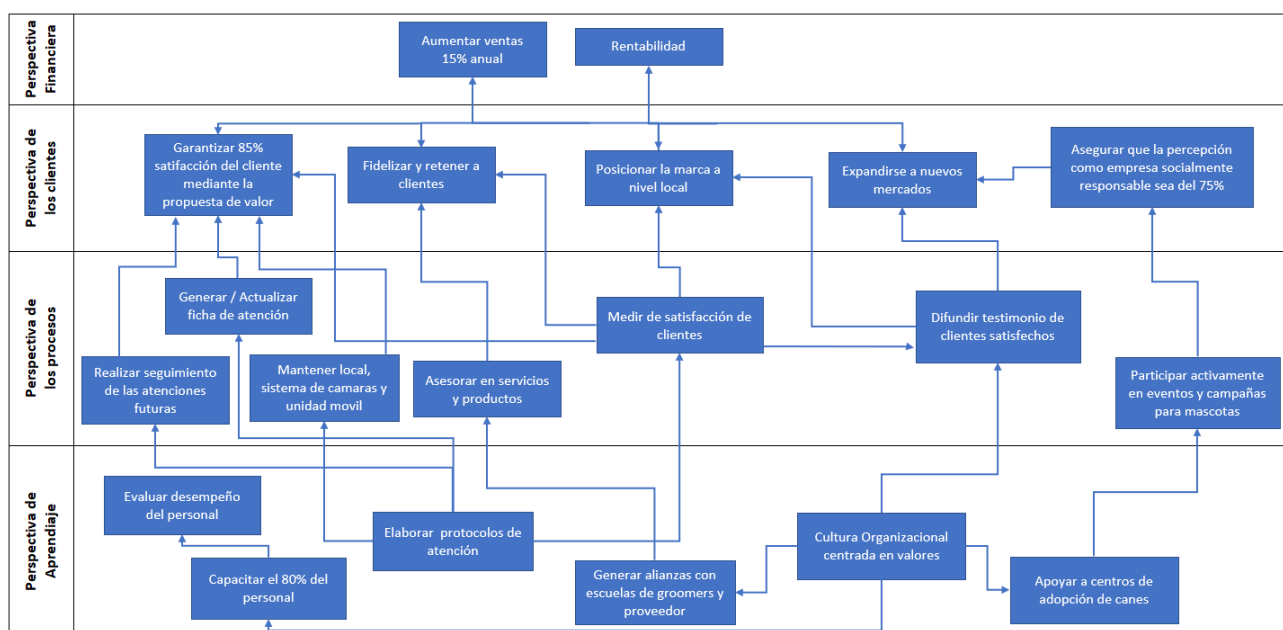 Perspectiva
Financiera
Aumentar ventas
15% anual
Rentabilidad
Perspectiva de
los clientes
Garantizar 85%
satifacción del cliente
mediante la
propuesta de valor
Fidelizar y retener a
clientes
Posicionar la marca a
nivel local
Expandirse a nuevos
mercados
Asegurar que la percepción
como empresa socialmente
responsable sea del 75%
Perspectiva de
los procesos
Generar / Actualizar
ficha de atención
Medir de satisfacción de
clientes
Difundir testimonio de
clientes satisfechos
Realizar seguimiento
de las atenciones
futuras
Mantener local,
sistema de camaras y
unidad movil
Asesorar en servicios
y productos
Participar activamente
en eventos y campañas
para mascotas
Perspectiva de
Aprendiaje
Evaluar desempeño
del personal
Elaborar protocolos de
atención
Cultura Organizacional
centrada en valores
Capacitar el 80% del
personal
Generar alianzas con
escuelas de groomers y
proveedor
Apoyar a centros de
adopción de canes